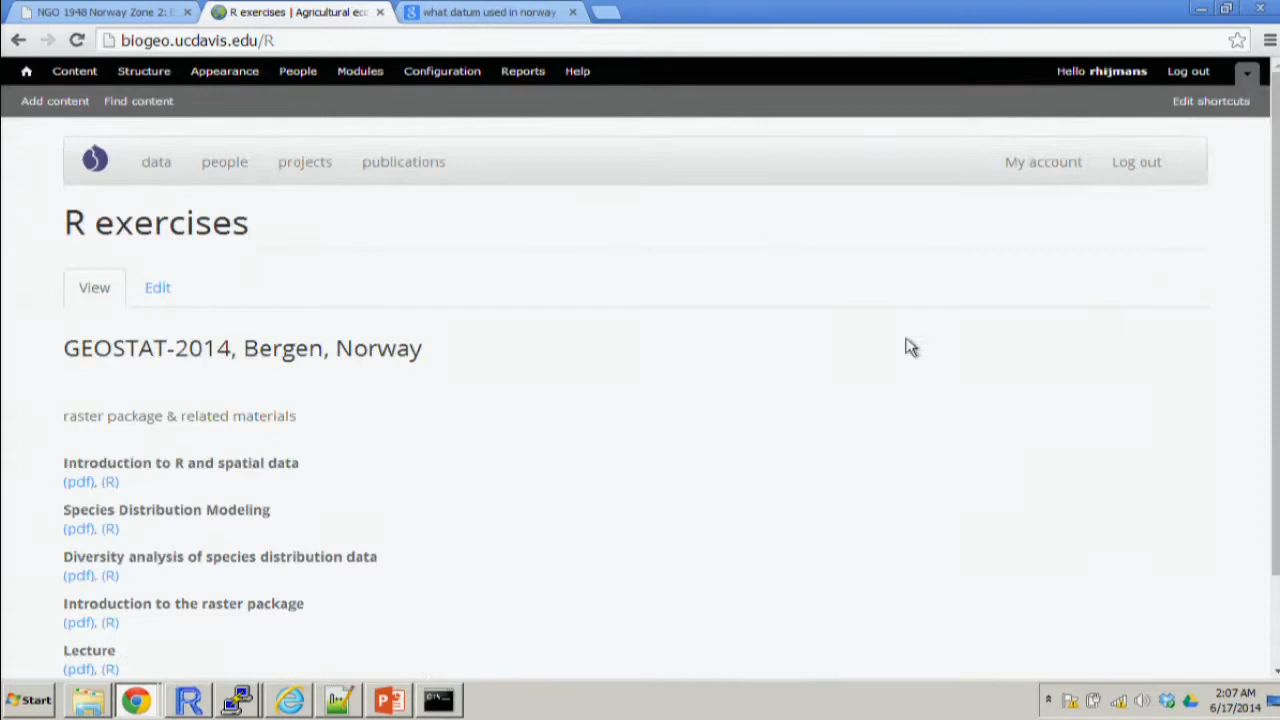 NGO 1948 Norway Zone 2: E
R exercises | Agricultural ec
what datum used in norway
biogeo.ucdavis.edu/R
Content Structure Appearance People Modules Configuration Reports Help Hello rhijmans Log out
Add content Find content Edit shortcuts
data people projects publications My account Log out
R exercises
View Edit
GEOSTAT-2014, Bergen, Norway
raster package & related materials
Introduction to R and spatial data
(pdf), (R)
Species Distribution Modeling
(pdf), (R)
Diversity analysis of species distribution data
(pdf), (R)
Introduction to the raster package
(pdf), (R)
Lecture
(pdf), (R)
Start
2:07 AM
6/17/2014